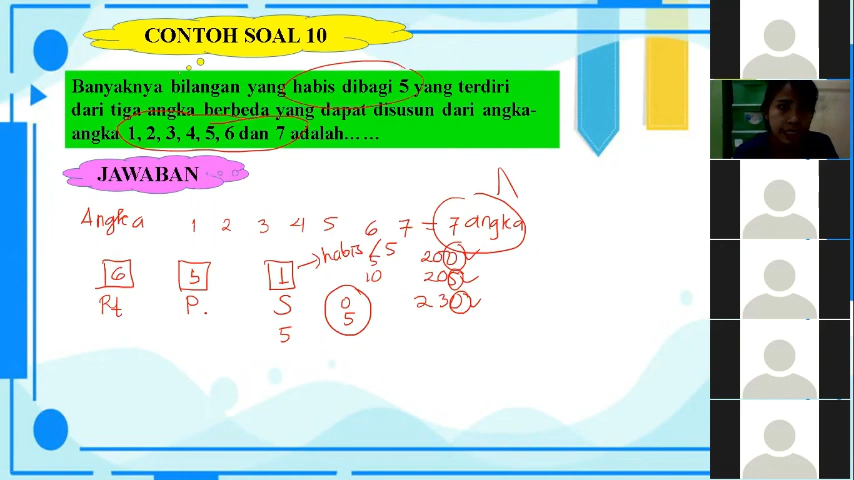 CONTOH SOAL 10
Banyaknya bilangan yang habis dibagi 5 yang terdiri
dari tiga angka berbeda yang dapat disusun dari angka-
angka 1, 2, 3, 4, 5, 6 dan 7 adalah……
JAWABAN
Angka 1 2 3 4 5 6 7 = 7 angka
habis 5
5
10
200
205
230
6 5 1
Rt P. S
0
5
5